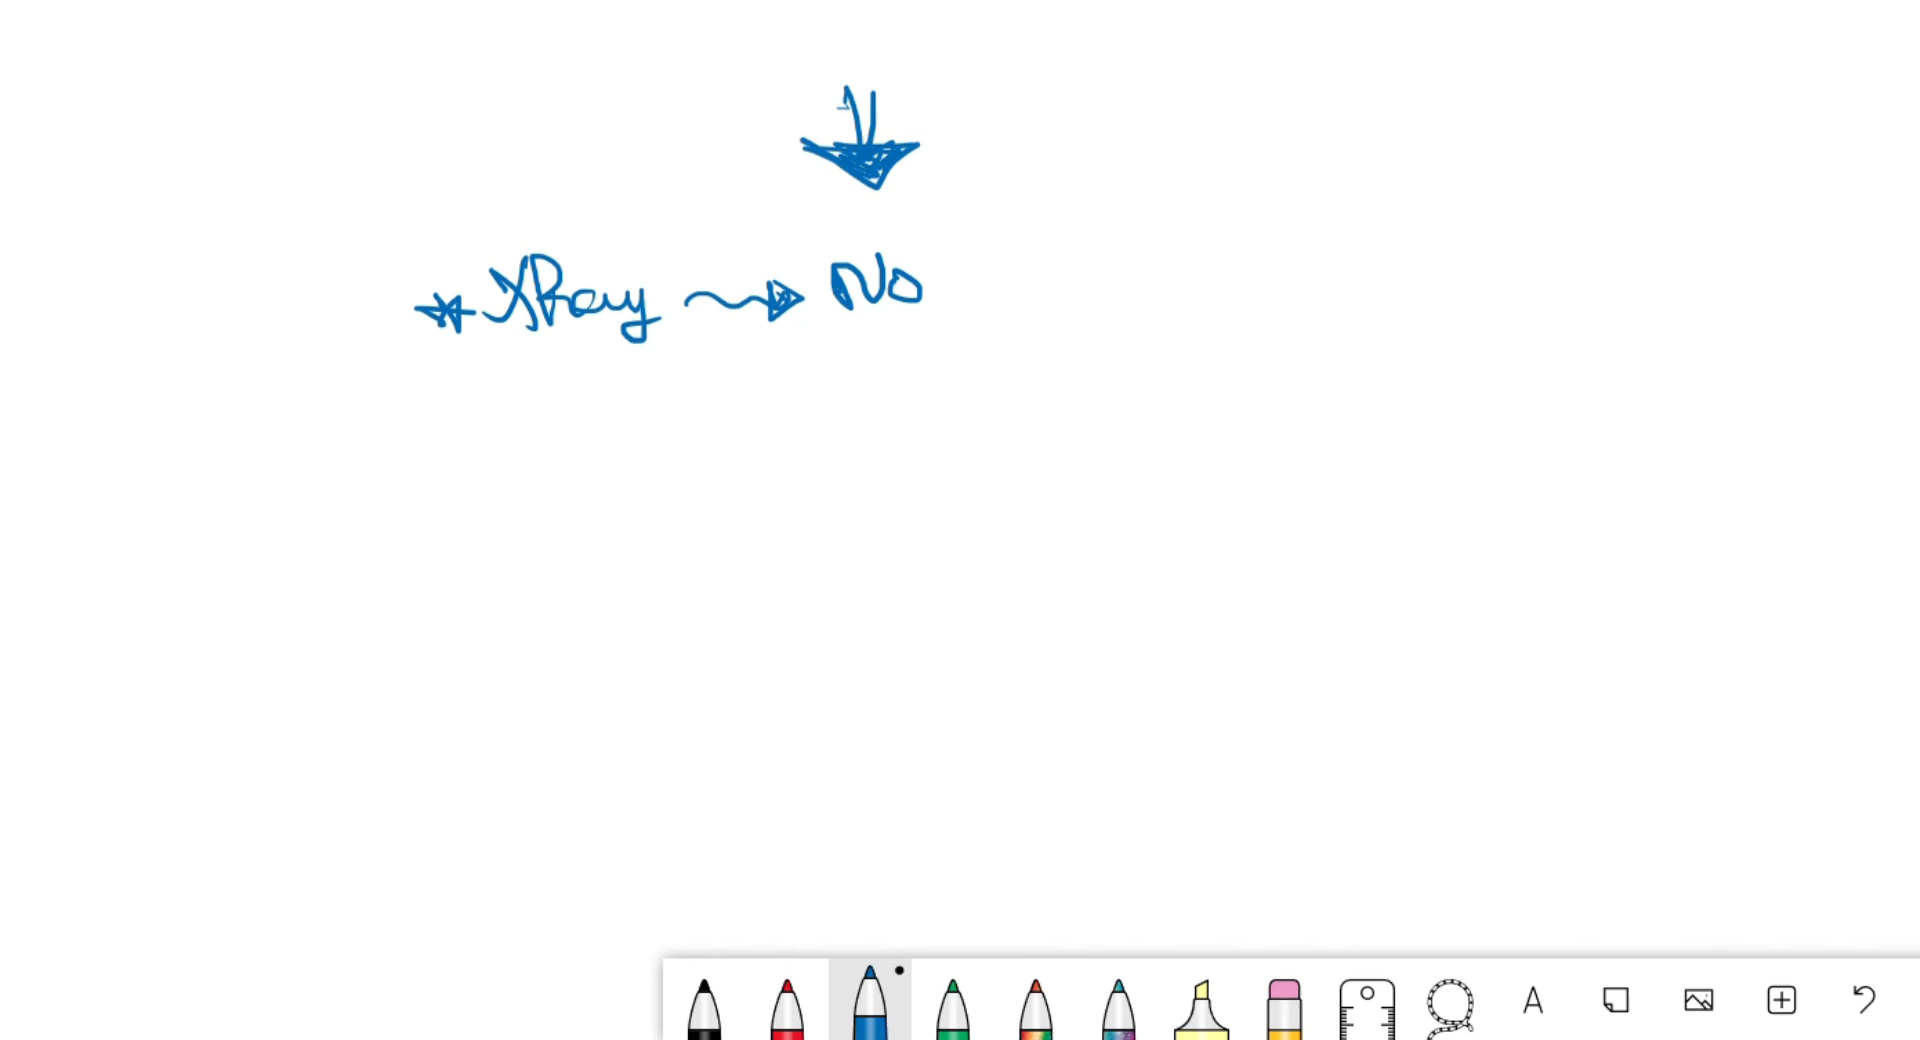 * XRay → No